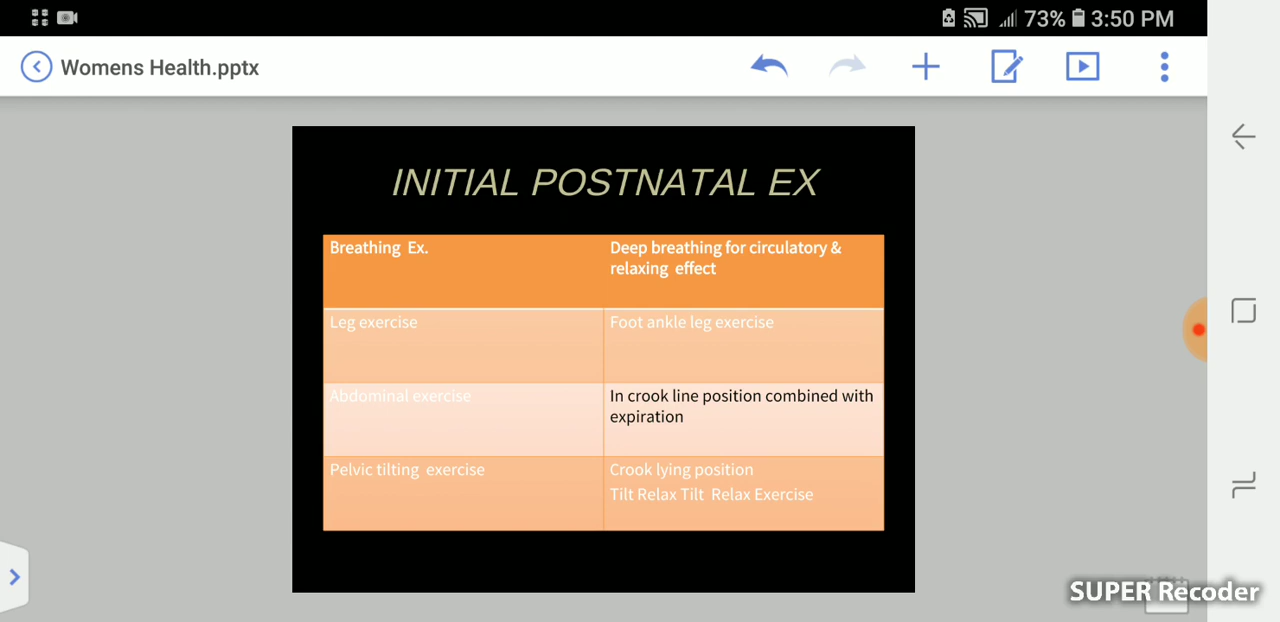 73% 3:50 PM
Womens Health.pptx
INITIAL POSTNATAL EX
Breathing Ex.
Deep breathing for circulatory &
relaxing effect
Leg exercise
Foot ankle leg exercise
Abdominal exercise
In crook line position combined with
expiration
Pelvic tilting exercise
Crook lying position
Tilt Relax Tilt Relax Exercise
SUPER Recoder